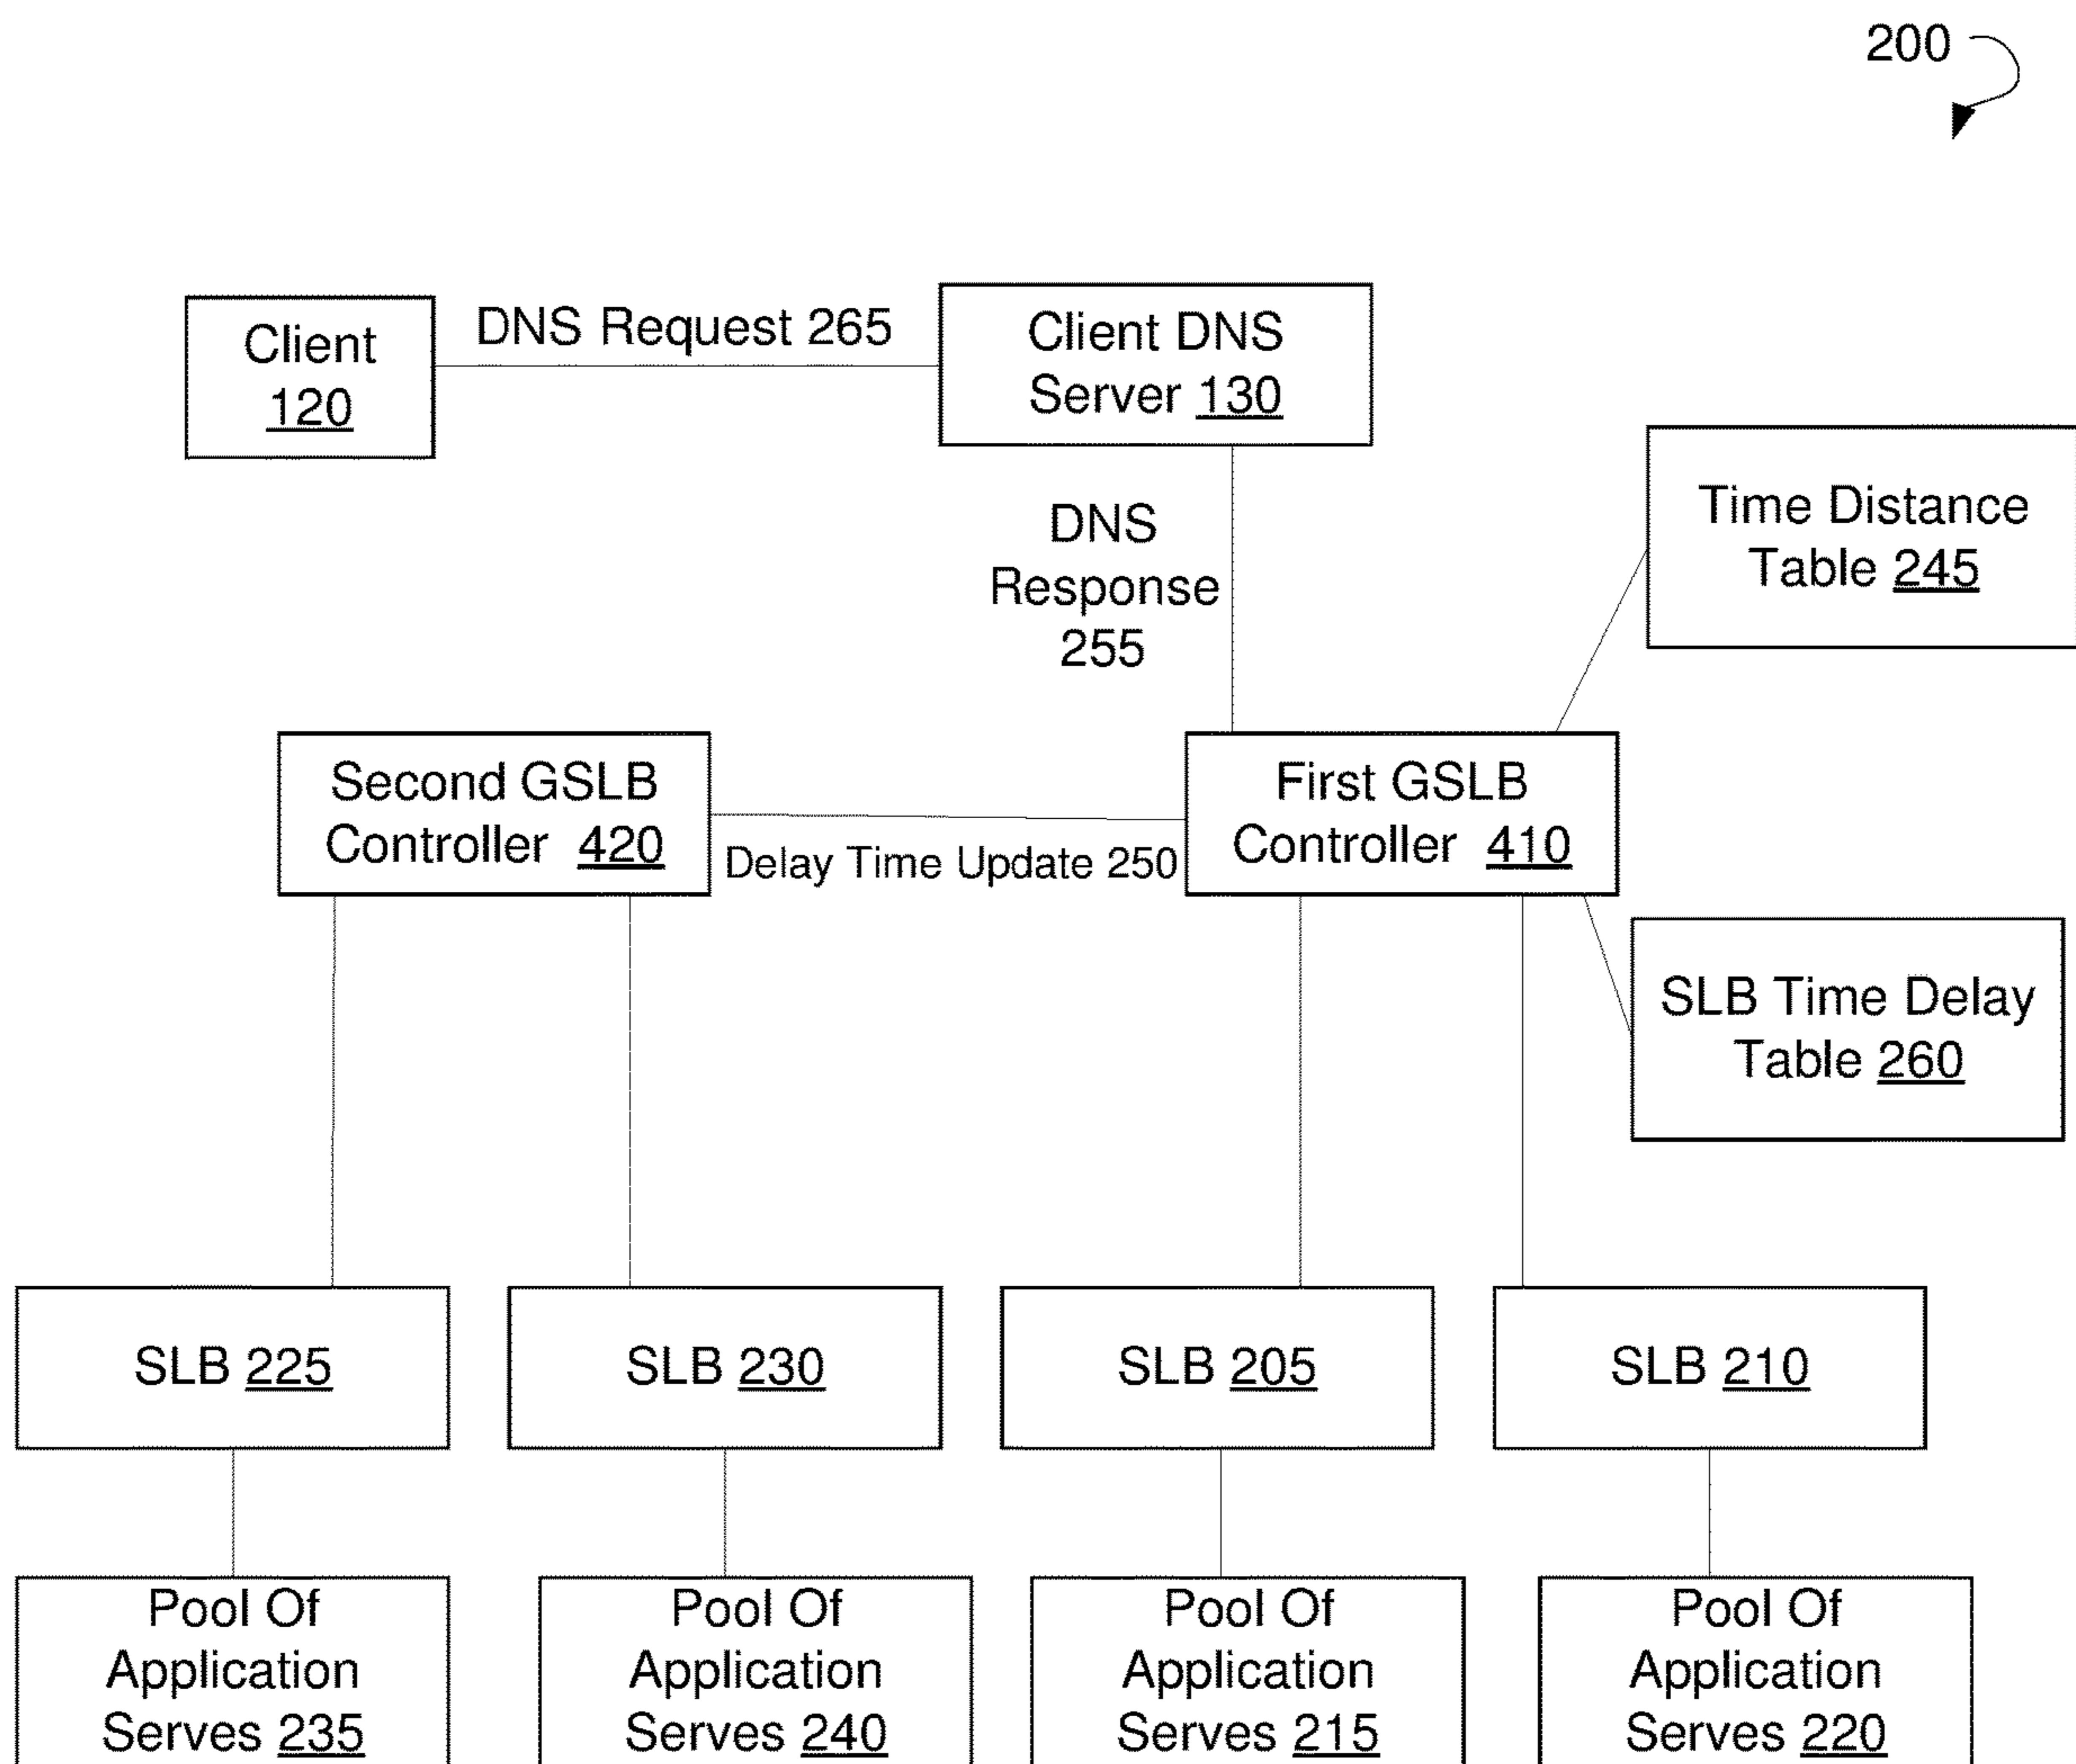 200
Client
120
DNS Request 265
Client DNS
Server 130
DNS
Response
255
Time Distance
Table 245
Second GSLB
Controller 420
Delay Time Update 250
First GSLB
Controller 410
SLB Time Delay
Table 260
SLB 225
SLB 230
SLB 205
SLB 210
Pool Of
Application
Serves 235
Pool Of
Application
Serves 240
Pool Of
Application
Serves 215
Pool Of
Application
Serves 220